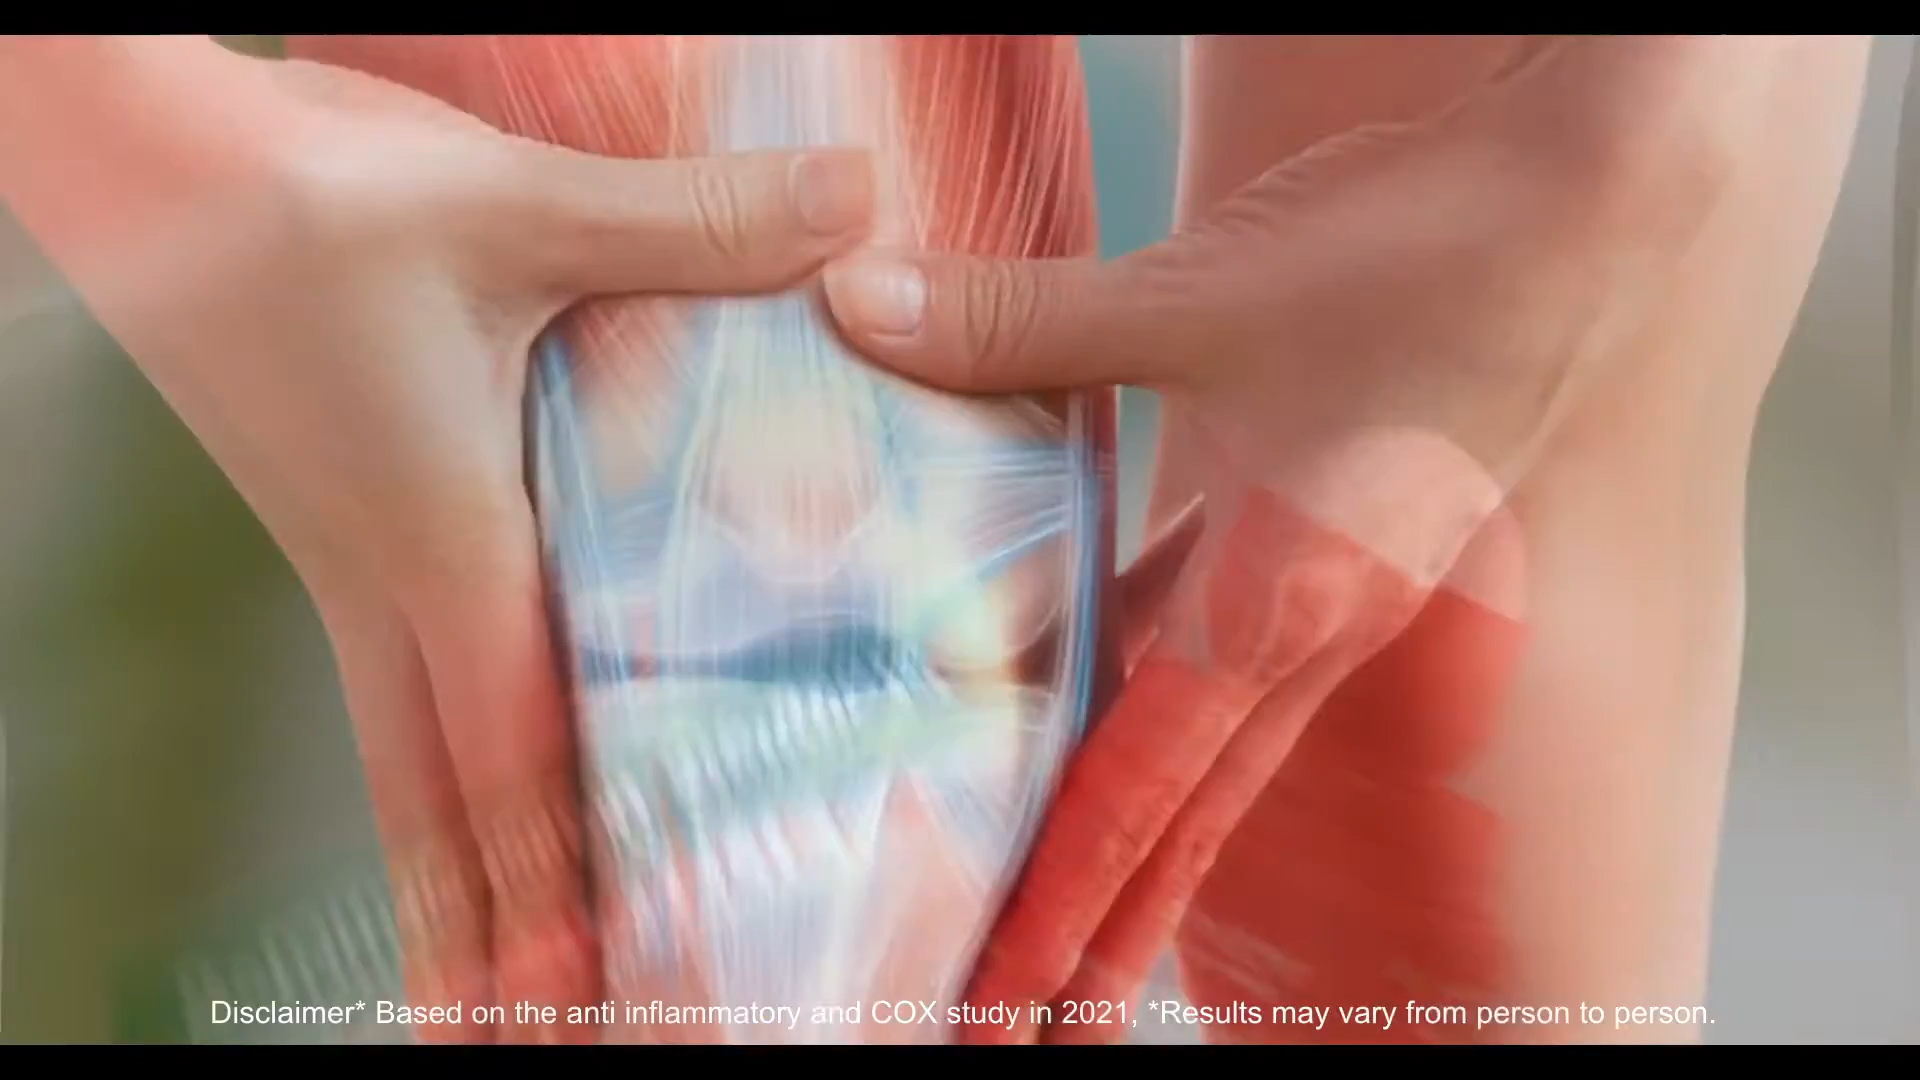 Disclaimer* Based on the anti inflammatory and COX study in 2021, *Results may vary from person to person.